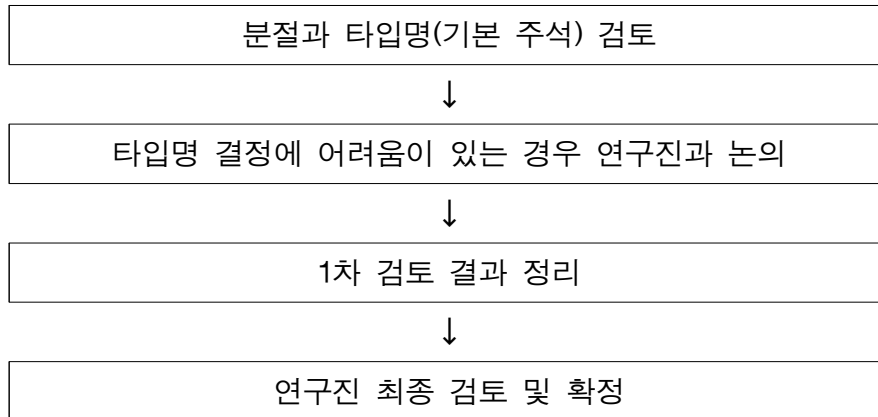 분절과 타입명(기본 주석) 검토
↓
타입명 결정에 어려움이 있는 경우 연구진과 논의
↓
1차 검토 결과 정리
↓
연구진 최종 검토 및 확정